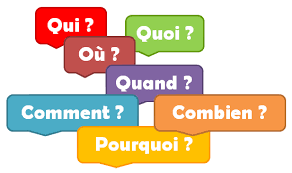 Qui ?
Quoi ?
Où ?
Quand ?
Comment ?
Combien ?
Pourquoi ?